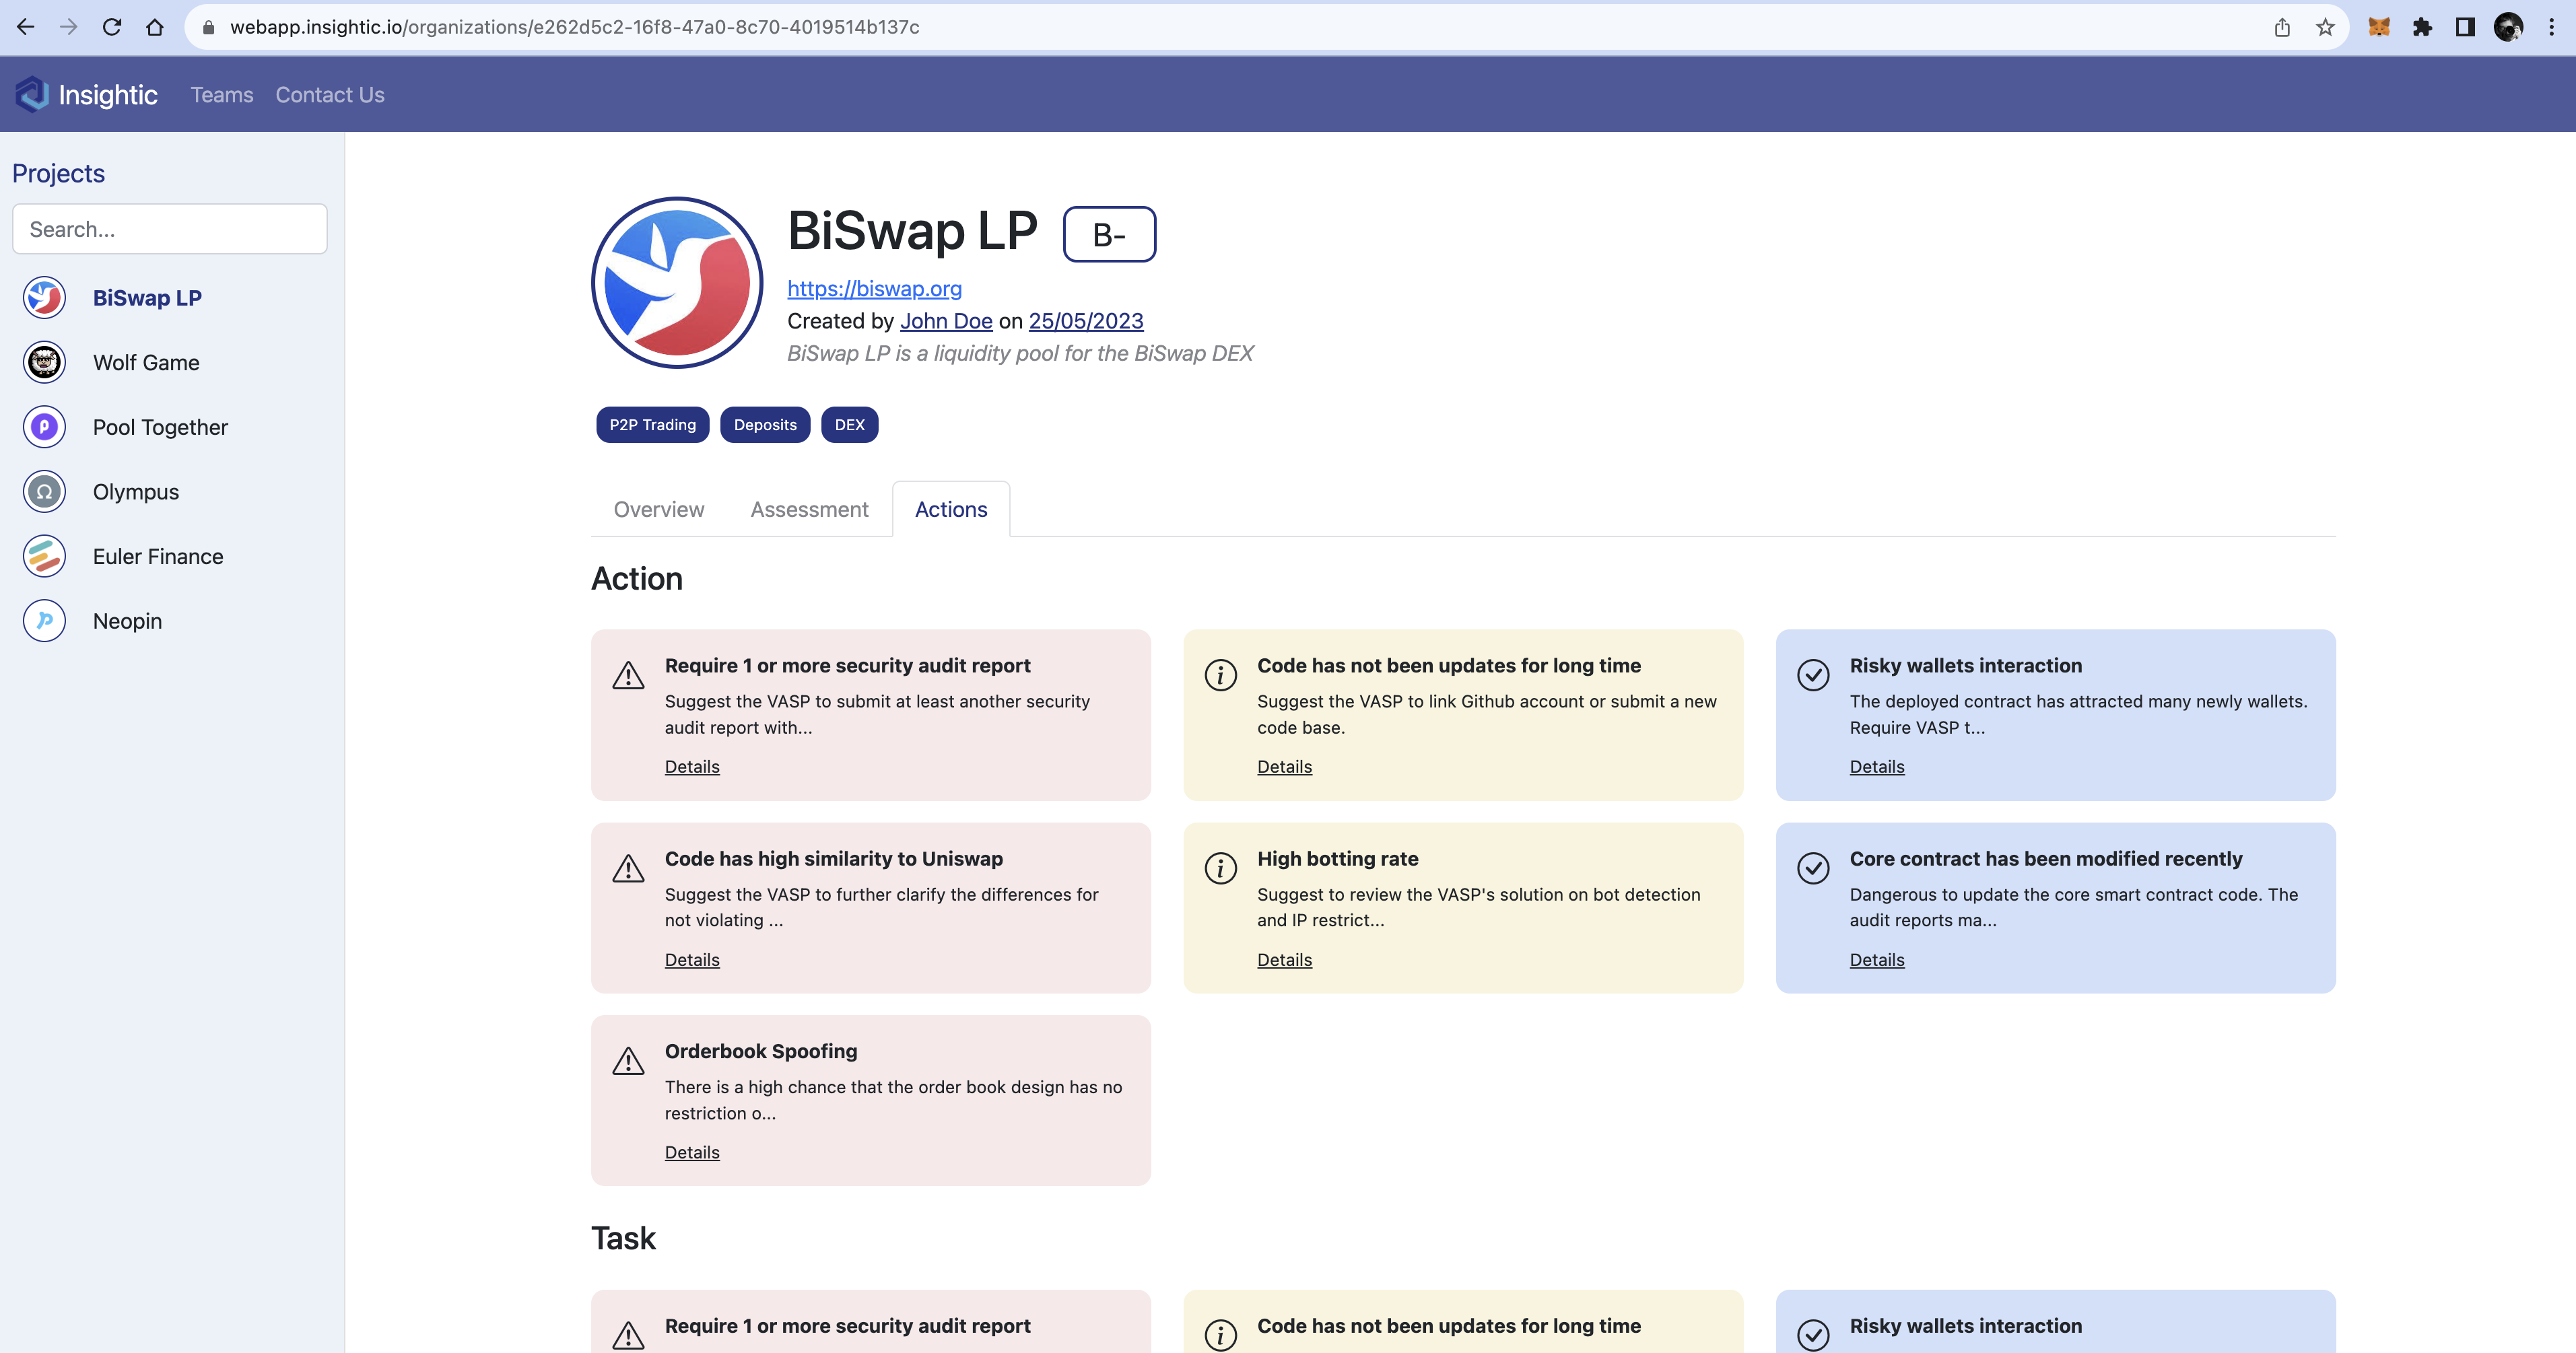 webapp.insightic.io/organizations/e262d5c2-16f8-47a0-8c70-4019514b137c
Insightic
Teams
Contact Us
Projects
Search...
BiSwap LP
Wolf Game
Pool Together
Olympus
Euler Finance
Neopin
BiSwap LP
B-
https://biswap.org
Created by John Doe on 25/05/2023
BiSwap LP is a liquidity pool for the BiSwap DEX
P2P Trading
Deposits
DEX
Overview
Assessment
Actions
Action
Require 1 or more security audit report
Suggest the VASP to submit at least another security
audit report with...
Details
Code has not been updates for long time
Suggest the VASP to link Github account or submit a new
code base.
Details
Risky wallets interaction
The deployed contract has attracted many newly wallets.
Require VASP t...
Details
Code has high similarity to Uniswap
Suggest the VASP to further clarify the differences for
not violating ...
Details
High botting rate
Suggest to review the VASP's solution on bot detection
and IP restrict...
Details
Core contract has been modified recently
Dangerous to update the core smart contract code. The
audit reports ma...
Details
Orderbook Spoofing
There is a high chance that the order book design has no
restriction o...
Details
Task
Require 1 or more security audit report
Code has not been updates for long time
Risky wallets interaction